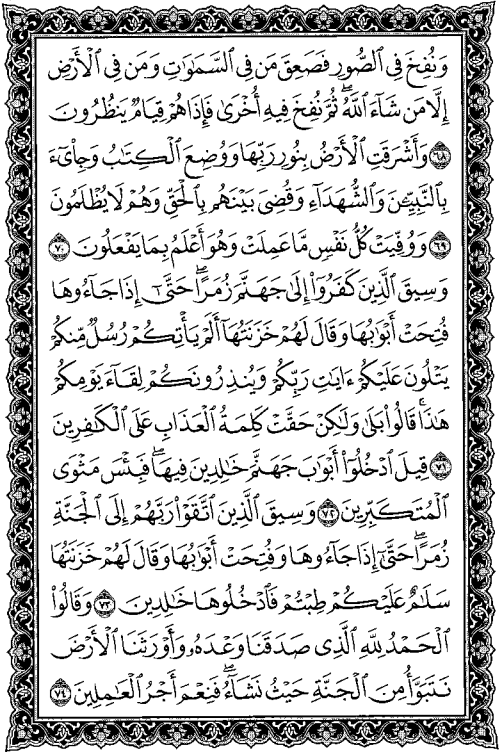 وَنُفِخَ فِي ٱلصُّورِ فَصَعِقَ مَن فِي ٱلسَّمَٰوَٰتِ وَمَن فِي ٱلْأَرْضِ
إِلَّا مَن شَآءَ ٱللَّهُۖ ثُمَّ نُفِخَ فِيهِ أُخْرَىٰ فَإِذَا هُمْ قِيَامٌ يَنظُرُونَ
٦٨ وَأَشْرَقَتِ ٱلْأَرْضُ بِنُورِ رَبِّهَا وَوُضِعَ ٱلْكِتَٰبُ وَجِا۟ىٓءَ
بِٱلنَّبِيِّـۧنَ وَٱلشُّهَدَآءِ وَقُضِىَ بَيْنَهُم بِٱلْحَقِّ وَهُمْ لَا يُظْلَمُونَ
٦٩ وَوُفِّيَتْ كُلُّ نَفْسٍ مَّا عَمِلَتْ وَهُوَ أَعْلَمُ بِمَا يَفْعَلُونَ ٧٠
وَسِيقَ ٱلَّذِينَ كَفَرُوٓا۟ إِلَىٰ جَهَنَّمَ زُمَرًاۖ حَتَّىٰٓ إِذَا جَآءُوهَا
فُتِحَتْ أَبْوَٰبُهَا وَقَالَ لَهُمْ خَزَنَتُهَآ أَلَمْ يَأْتِكُمْ رُسُلٌ مِّنكُمْ
يَتْلُونَ عَلَيْكُمْ ءَايَٰتِ رَبِّكُمْ وَيُنذِرُونَكُمْ لِقَآءَ يَوْمِكُمْ
هَٰذَاۚ قَالُوا۟ بَلَىٰ وَلَٰكِنْ حَقَّتْ كَلِمَةُ ٱلْعَذَابِ عَلَى ٱلْكَٰفِرِينَ
٧١ قِيلَ ٱدْخُلُوٓا۟ أَبْوَٰبَ جَهَنَّمَ خَٰلِدِينَ فِيهَاۖ فَبِئْسَ مَثْوَى
ٱلْمُتَكَبِّرِينَ ٧٢ وَسِيقَ ٱلَّذِينَ ٱتَّقَوْا۟ رَبَّهُمْ إِلَى ٱلْجَنَّةِ
زُمَرًاۖ حَتَّىٰٓ إِذَا جَآءُوهَا وَفُتِحَتْ أَبْوَٰبُهَا وَقَالَ لَهُمْ خَزَنَتُهَا
سَلَٰمٌ عَلَيْكُمْ طِبْتُمْ فَٱدْخُلُوهَا خَٰلِدِينَ ٧٣ وَقَالُوا۟
ٱلْحَمْدُ لِلَّهِ ٱلَّذِى صَدَقَنَا وَعْدَهُۥ وَأَوْرَثَنَا ٱلْأَرْضَ
نَتَبَوَّأُ مِنَ ٱلْجَنَّةِ حَيْثُ نَشَآءُۖ فَنِعْمَ أَجْرُ ٱلْعَٰمِلِينَ ٧٤